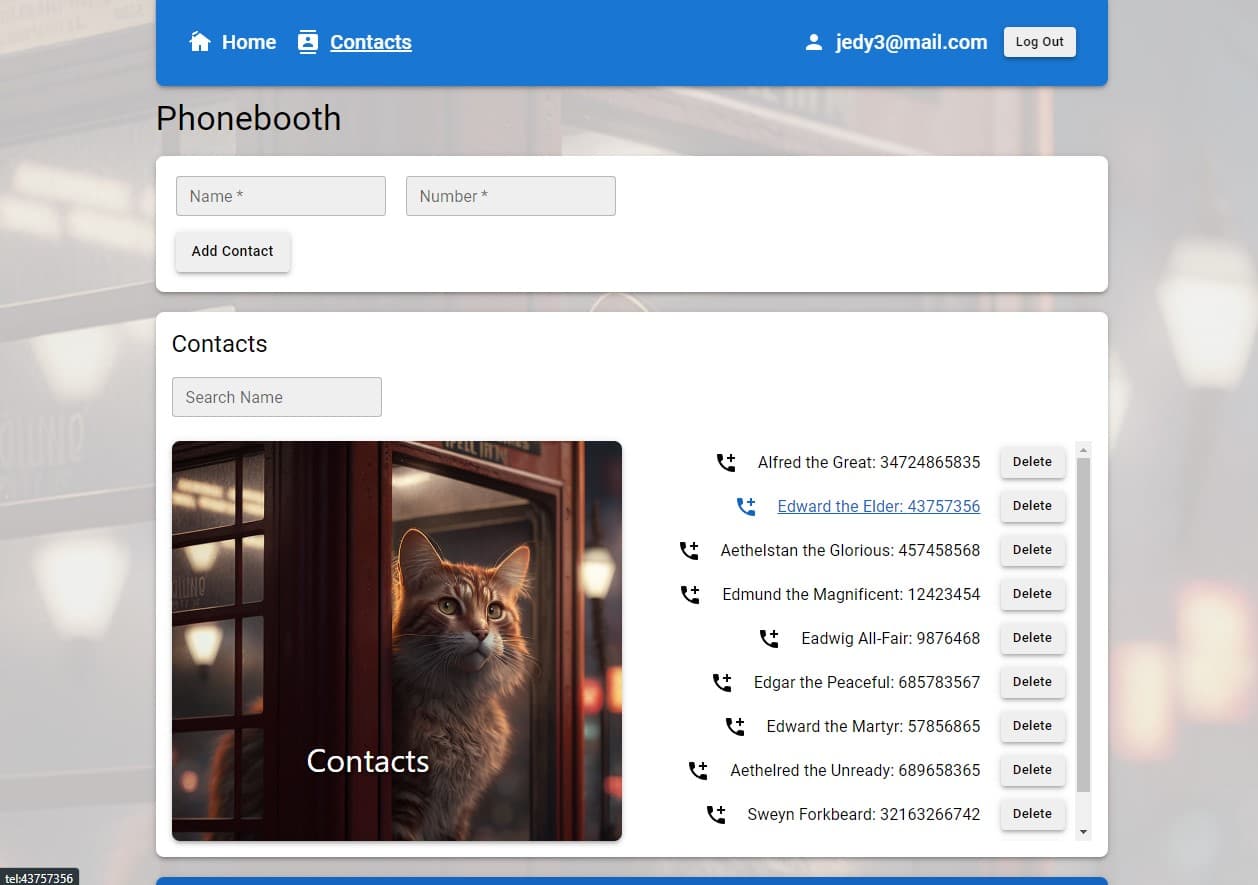 Home Contacts jedy3@mail.com Log Out
Phonebooth
Name * Number *
Add Contact
Contacts
Search Name
Alfred the Great: 34724865835 Delete
Edward the Elder: 43757356 Delete
Aethelstan the Glorious: 457458568 Delete
Edmund the Magnificent: 12423454 Delete
Eadwig All-Fair: 9876468 Delete
Edgar the Peaceful: 685783567 Delete
Edward the Martyr: 57856865 Delete
Aethelred the Unready: 689658365 Delete
Sweyn Forkbeard: 32163266742 Delete
Contacts
tel:43757356